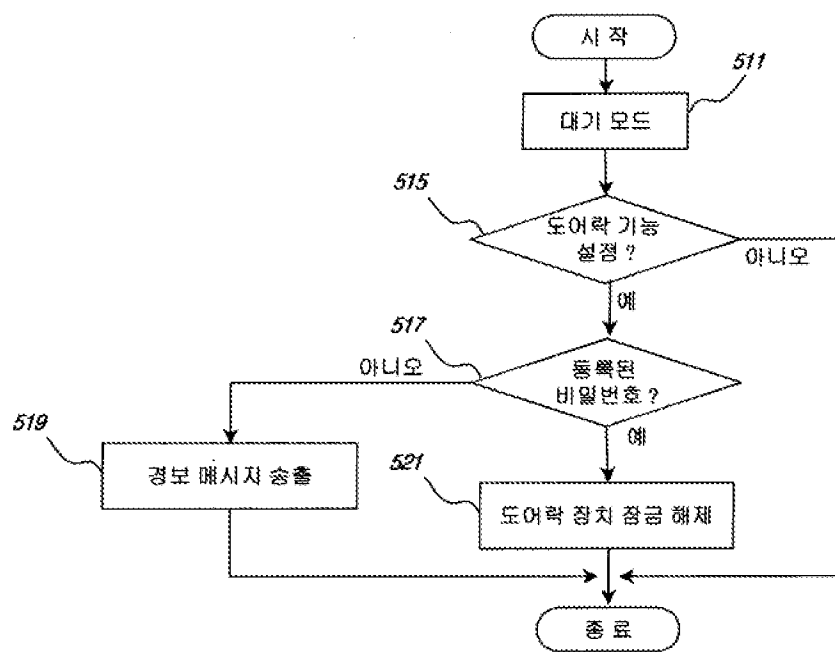 시 작
511
대기 모드
515
도어락 기능
설정 ?
아니오
예
517
등록된
비밀번호 ?
아니오
예
519
경보 메시지 송출
521
도어락 장치 잠금 해제
종 료